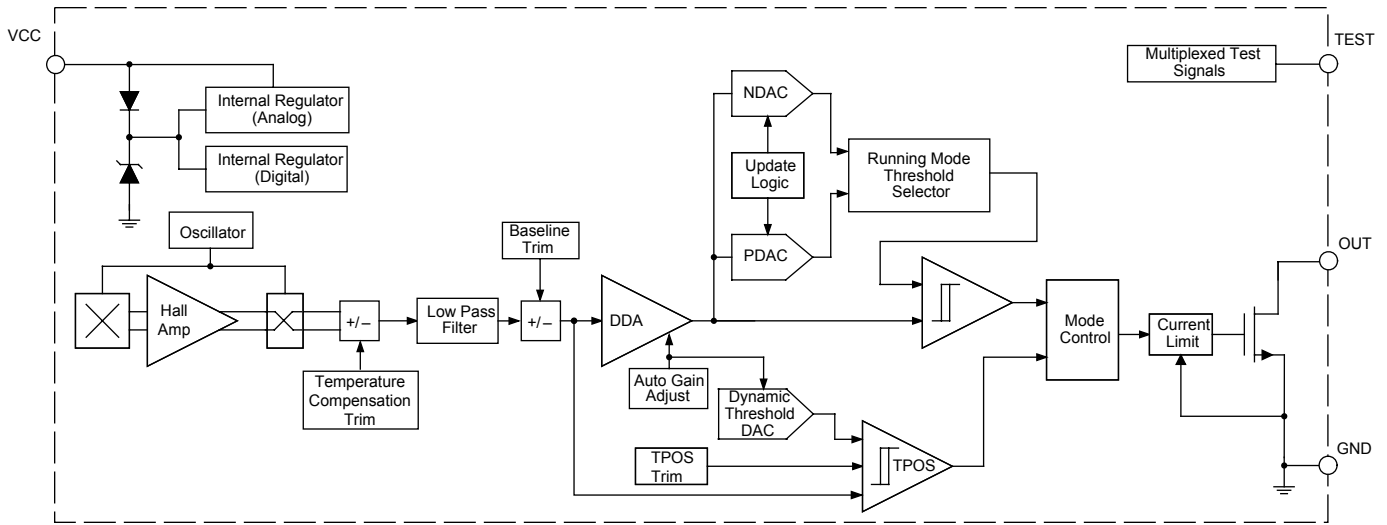 VCC
TEST
Multiplexed Test
Signals
Internal Regulator
(Analog)
Internal Regulator
(Digital)
NDAC
Update
Logic
PDAC
Running Mode
Threshold
Selector
Oscillator
Baseline
Trim
OUT
Hall
Amp
+/–
Low Pass
Filter
+/–
DDA
Mode
Control
Current
Limit
Temperature
Compensation
Trim
Auto Gain
Adjust
Dynamic
Threshold
DAC
TPOS
Trim
TPOS
GND